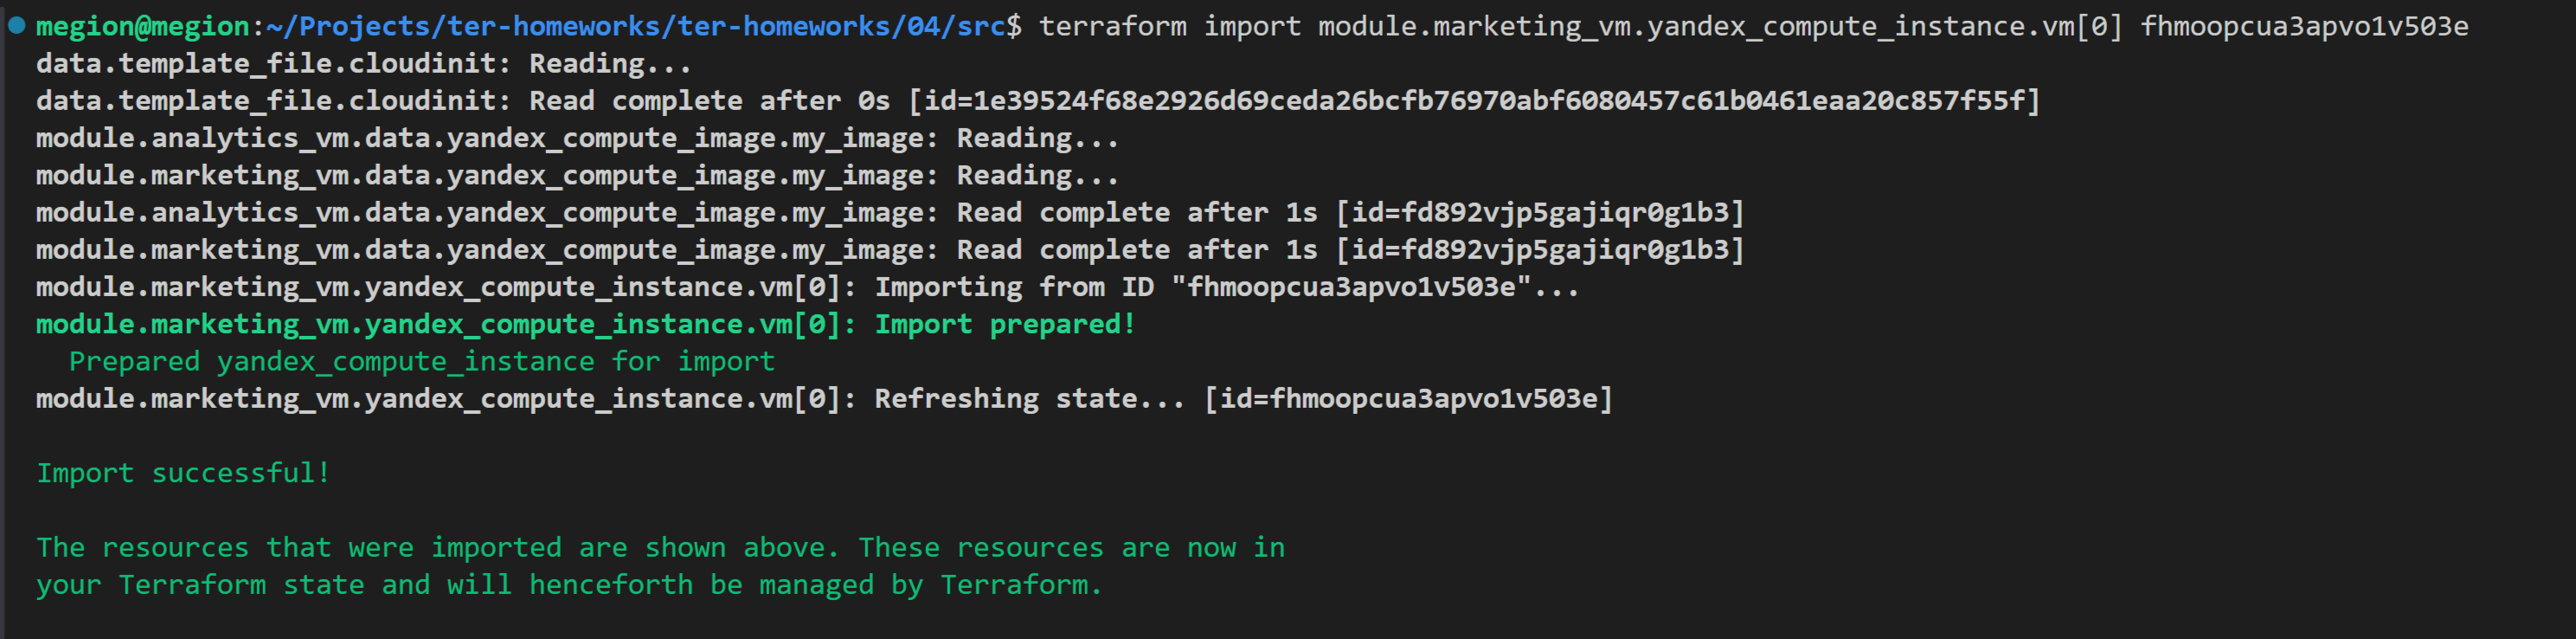 megion@megion:~/Projects/ter-homeworks/ter-homeworks/04/src$ terraform import module.marketing_vm.yandex_compute_instance.vm[0] fhmoopcua3apvo1v503e
data.template_file.cloudinit: Reading...
data.template_file.cloudinit: Read complete after 0s [id=1e39524f68e2926d69ceda26bcfb76970abf6080457c61b0461eaa20c857f55f]
module.analytics_vm.data.yandex_compute_image.my_image: Reading...
module.marketing_vm.data.yandex_compute_image.my_image: Reading...
module.analytics_vm.data.yandex_compute_image.my_image: Read complete after 1s [id=fd892vjp5gajiqr0g1b3]
module.marketing_vm.data.yandex_compute_image.my_image: Read complete after 1s [id=fd892vjp5gajiqr0g1b3]
module.marketing_vm.yandex_compute_instance.vm[0]: Importing from ID "fhmoopcua3apvo1v503e"...
module.marketing_vm.yandex_compute_instance.vm[0]: Import prepared!
  Prepared yandex_compute_instance for import
module.marketing_vm.yandex_compute_instance.vm[0]: Refreshing state... [id=fhmoopcua3apvo1v503e]
Import successful!
The resources that were imported are shown above. These resources are now in
your Terraform state and will henceforth be managed by Terraform.